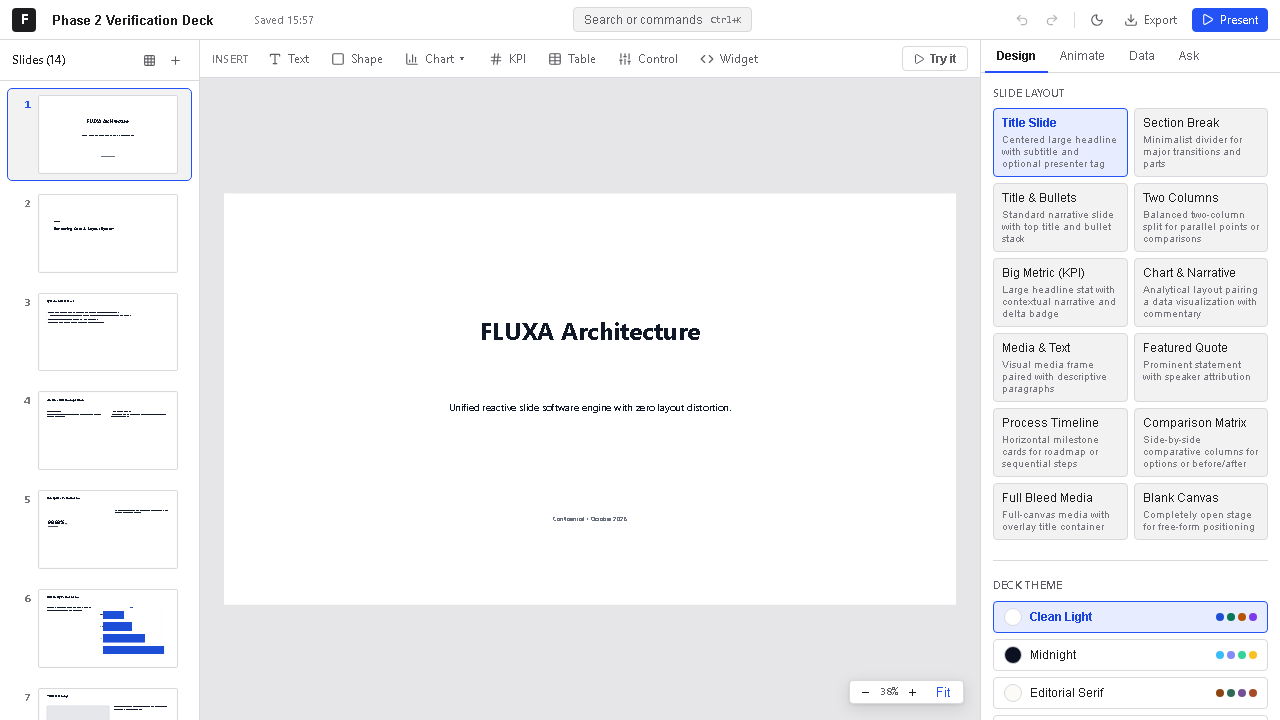 F Phase 2 Verification Deck Saved 15:57 Search or commands Ctrl+K Export Present
Slides (14)
INSERT Text Shape Chart KPI Table Control Widget Try it
Design Animate Data Ask
1
FLUXA Architecture
2
3
4
5
6
7
FLUXA Architecture
Unified reactive slide software engine with zero layout distortion.
Confidential • October 2026
38% Fit
SLIDE LAYOUT
Title Slide
Centered large headline
with subtitle and
optional presenter tag
Section Break
Minimalist divider for
major transitions and
parts
Title & Bullets
Standard narrative slide
with top title and bullet
stack
Two Columns
Balanced two-column
split for parallel points or
comparisons
Big Metric (KPI)
Large headline stat with
contextual narrative and
delta badge
Chart & Narrative
Analytical layout pairing
a data visualization with
commentary
Media & Text
Visual media frame
paired with descriptive
paragraphs
Featured Quote
Prominent statement
with speaker attribution
Process Timeline
Horizontal milestone
cards for roadmap or
sequential steps
Comparison Matrix
Side-by-side
comparative columns for
options or before/after
Full Bleed Media
Full-canvas media with
overlay title container
Blank Canvas
Completely open stage
for free-form positioning
DECK THEME
Clean Light
Midnight
Editorial Serif